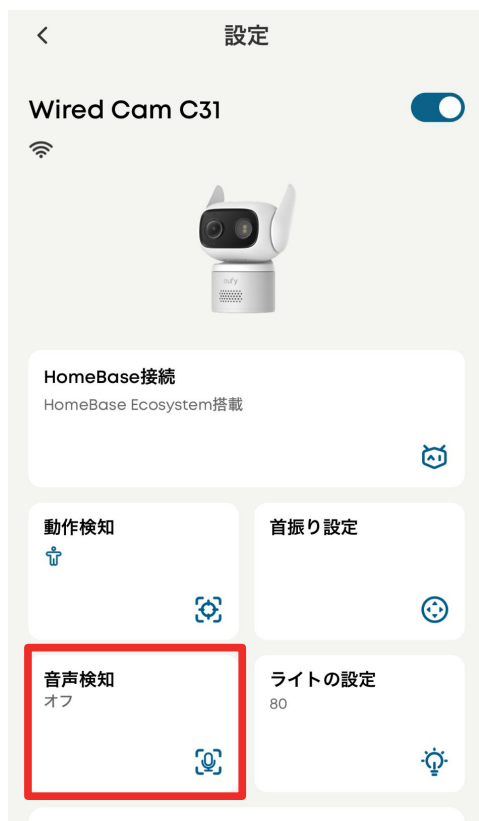 設定
Wired Cam C31
eufy
HomeBase接続
HomeBase Ecosystem搭載
動作検知
首振り設定
音声検知
オフ
ライトの設定
80